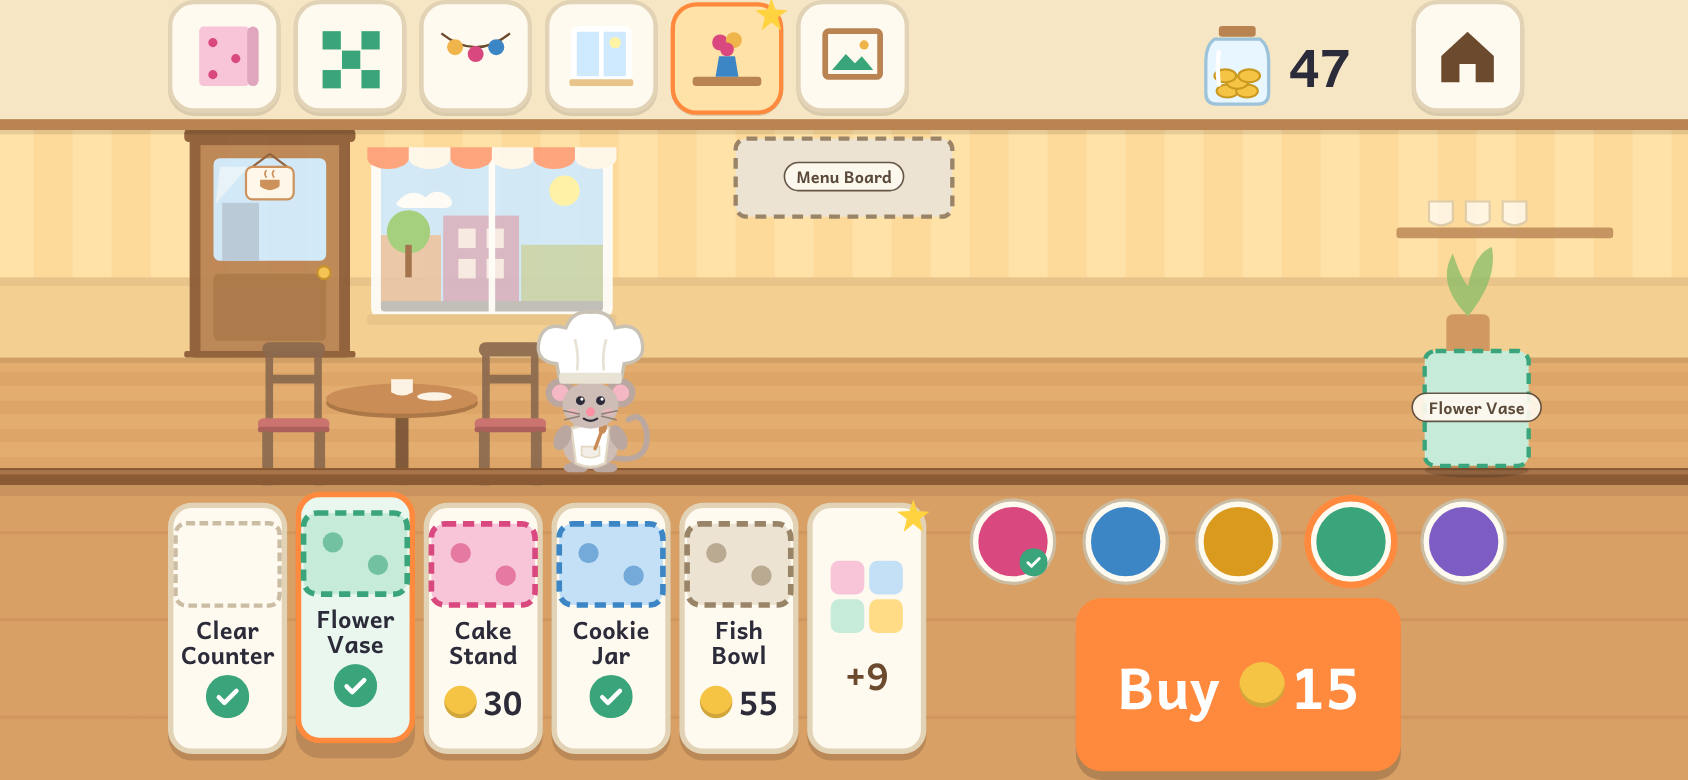 47
Menu Board
Flower Vase
Clear
Counter
Flower
Vase
Cake
Stand
30
Cookie
Jar
Fish
Bowl
55
+9
Buy 15